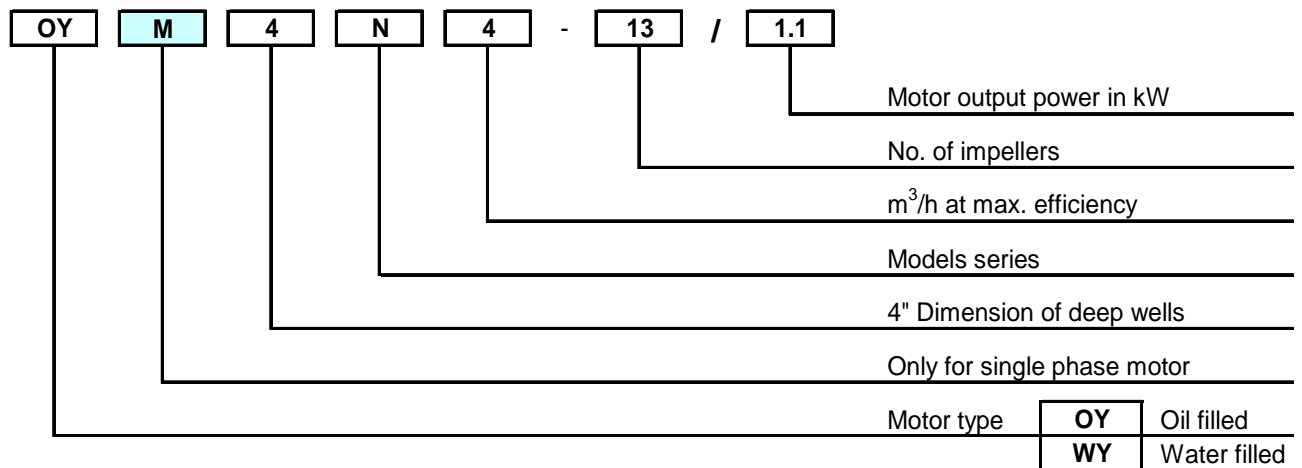 OY M 4 N 4 - 13 / 1.1
Motor output power in kW
No. of impellers
m³/h at max. efficiency
Models series
4" Dimension of deep wells
Only for single phase motor
Motor type OY Oil filled
WY Water filled